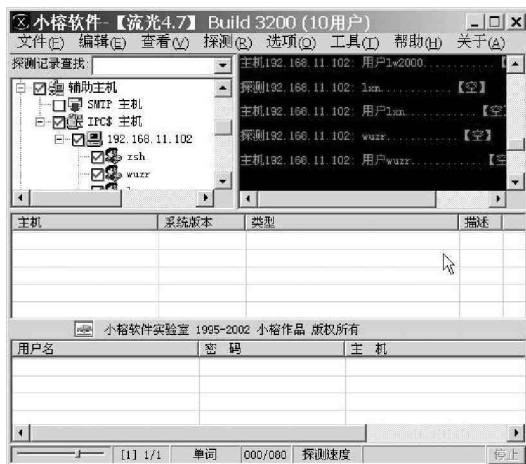 小榕软件-【流光4.7】 Build 3200 (10用户)
文件(F) 编辑(E) 查看(V) 探测(R) 选项(O) 工具(T) 帮助(H) 关于(A)
探测记录查找:
辅助主机
SMTP 主机
IPC$ 主机
192.168.11.102
zsh
wuzr
主机192.168.11.102: 用户lw2000...........【
探测192.168.11.102: lxn.................【空】
主机192.168.11.102: 用户lxn.............【空
探测192.168.11.102: wuzr................【空】
主机192.168.11.102: 用户wuzr............【空
主机 系统版本 类型 描述
小榕软件实验室 1995-2002 小榕作品 版权所有
用户名 密 码 主 机
[1] 1/1 单词 000/080 探测速度 停止